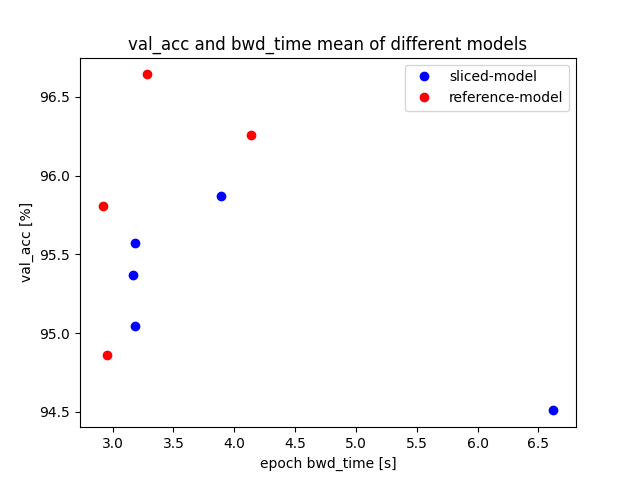 val_acc and bwd_time mean of different models
sliced-model
reference-model
val_acc [%]
96.5
96.0
95.5
95.0
94.5
3.0 3.5 4.0 4.5 5.0 5.5 6.0 6.5
epoch bwd_time [s]